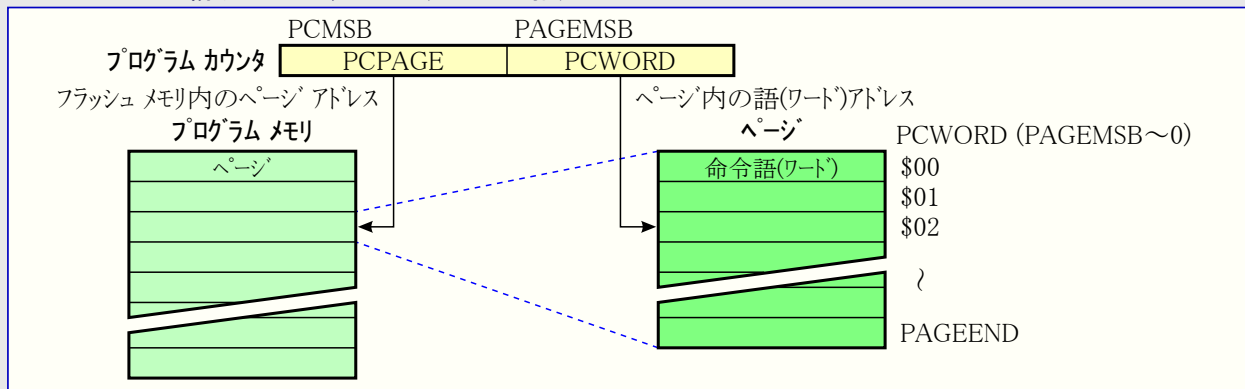 PCMSB PAGEMSB
プログラム カウンタ PCPAGE PCWORD
フラッシュ メモリ内のページ アドレス ページ内の語(ワード)アドレス
プログラム メモリ ページ PCWORD (PAGEMSB～0)
ページ 命令語(ワード) $00
$01
$02
～
PAGEEND